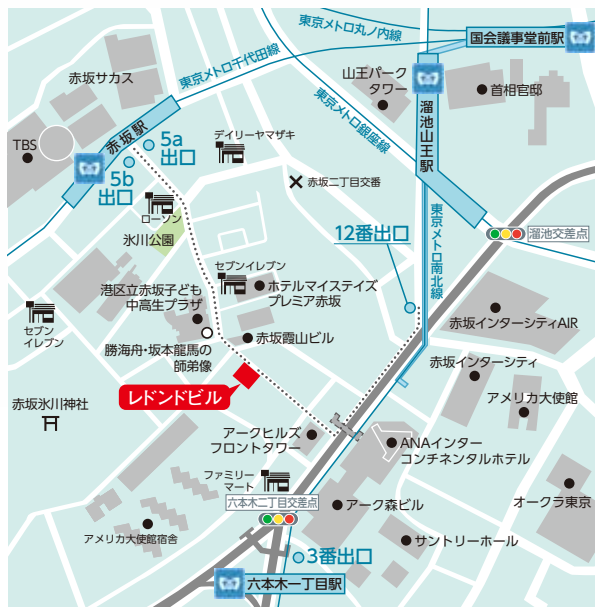 東京メトロ丸ノ内線
国会議事堂前駅
東京メトロ千代田線
赤坂サカス
山王パーク
タワー
首相官邸
溜池山王駅
東京メトロ銀座線
赤坂駅
TBS
5a
出口
5b
出口
デイリーヤマザキ
赤坂二丁目交番
ローソン
氷川公園
12番出口
東京メトロ南北線
溜池交差点
セブンイレブン
ホテルマイステイズ
プレミア赤坂
港区立赤坂子ども
中高生プラザ
セブン
イレブン
勝海舟・坂本龍馬の
師弟像
赤坂霞山ビル
赤坂インターシティAIR
赤坂インターシティ
レドンドビル
アメリカ大使館
赤坂氷川神社
アークヒルズ
フロントタワー
ANAインター
コンチネンタルホテル
ファミリー
マート
六本木二丁目交差点
アーク森ビル
オークラ東京
アメリカ大使館宿舎
サントリーホール
3番出口
六本木一丁目駅